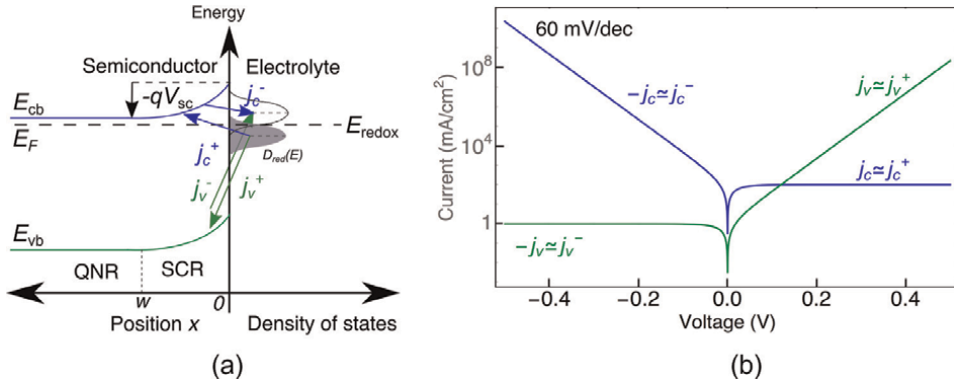 Energy
Semiconductor
Electrolyte
-qV_sc
j_c^-
E_cb
E_F
E_redox
j_c^+
D_red(E)
j_v^-
j_v^+
E_vb
QNR
SCR
w
0
Position x
Density of states
(a)
60 mV/dec
10^8
10^4
1
Current (mA/cm^2)
-j_c≃j_c^-
j_v≃j_v^+
j_c≃j_c^+
-j_v≃j_v^-
-0.4
-0.2
0.0
0.2
0.4
Voltage (V)
(b)